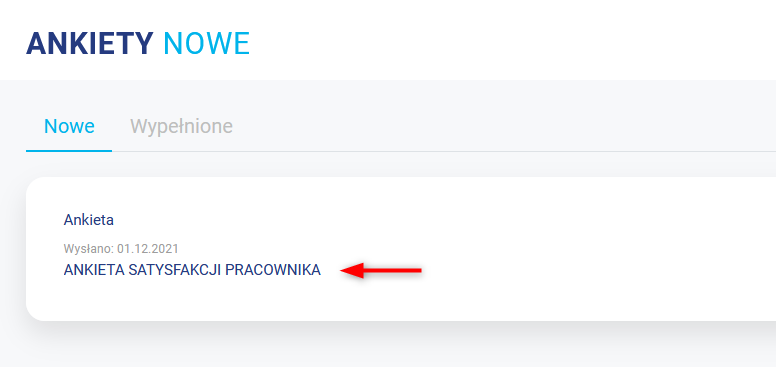 ANKIETY NOWE
Nowe Wypełnione
Ankieta
Wysłano: 01.12.2021
ANKIETA SATYSFAKCJI PRACOWNIKA